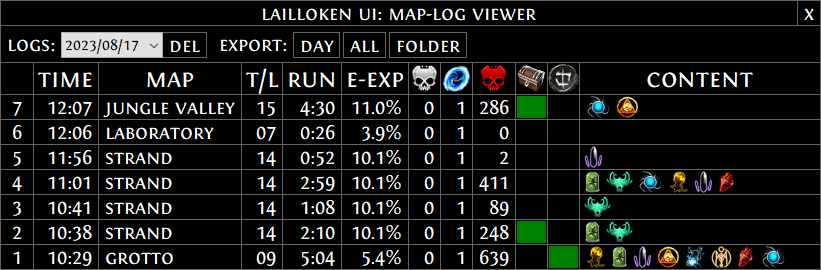 LAILLOKEN UI: MAP-LOG VIEWER X
LOGS: 2023/08/17 DEL EXPORT: DAY ALL FOLDER
TIME MAP T/L RUN E-EXP CONTENT
7 12:07 JUNGLE VALLEY 15 4:30 11.0% 0 1 286
6 12:06 LABORATORY 07 0:26 3.9% 0 1 0
5 11:56 STRAND 14 0:52 10.1% 0 1 2
4 11:01 STRAND 14 2:59 10.1% 0 1 411
3 10:41 STRAND 14 1:08 10.1% 0 1 89
2 10:38 STRAND 14 2:10 10.1% 0 1 248
1 10:29 GROTTO 09 5:04 5.4% 0 1 639